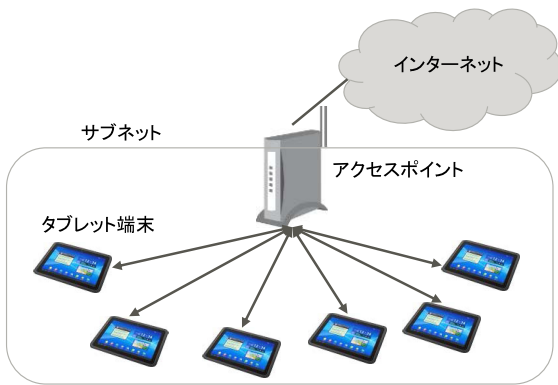 インターネット
サブネット
アクセスポイント
タブレット端末